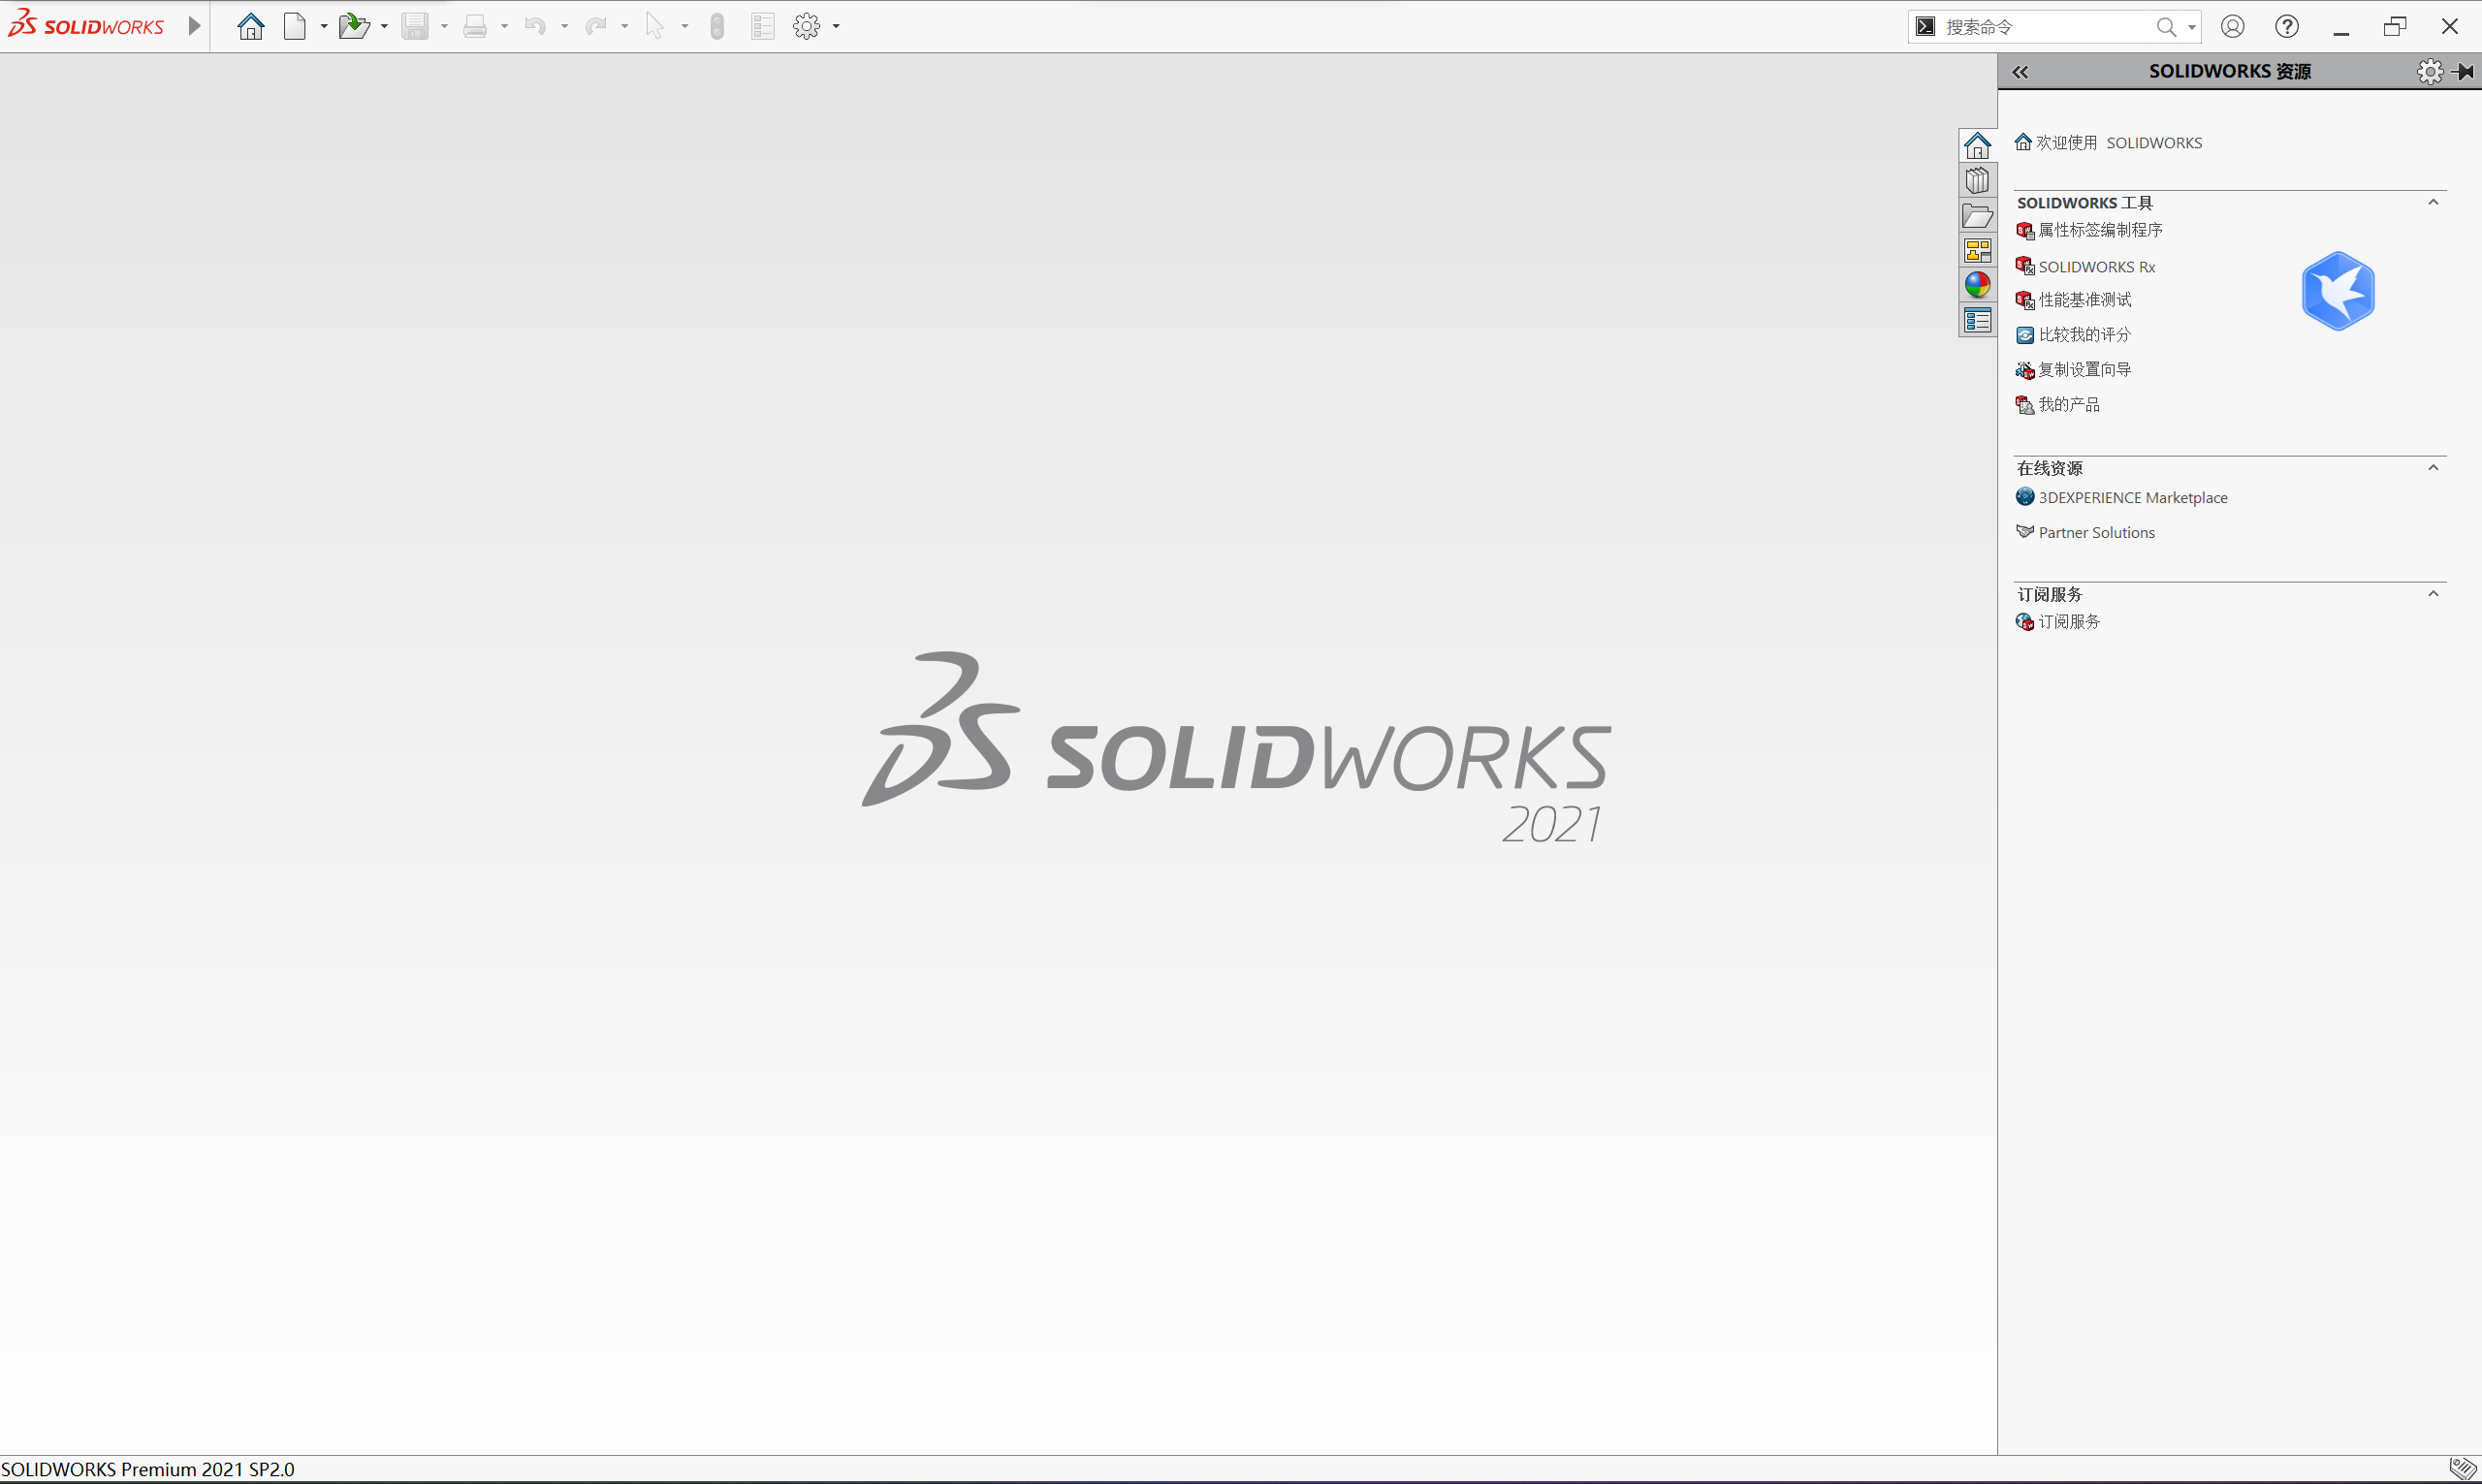 SOLIDWORKS
搜索命令
SOLIDWORKS 资源
欢迎使用 SOLIDWORKS
SOLIDWORKS 工具
属性标签编制程序
SOLIDWORKS Rx
性能基准测试
比较我的评分
复制设置向导
我的产品
在线资源
3DEXPERIENCE Marketplace
Partner Solutions
订阅服务
订阅服务
SOLIDWORKS
2021
SOLIDWORKS Premium 2021 SP2.0